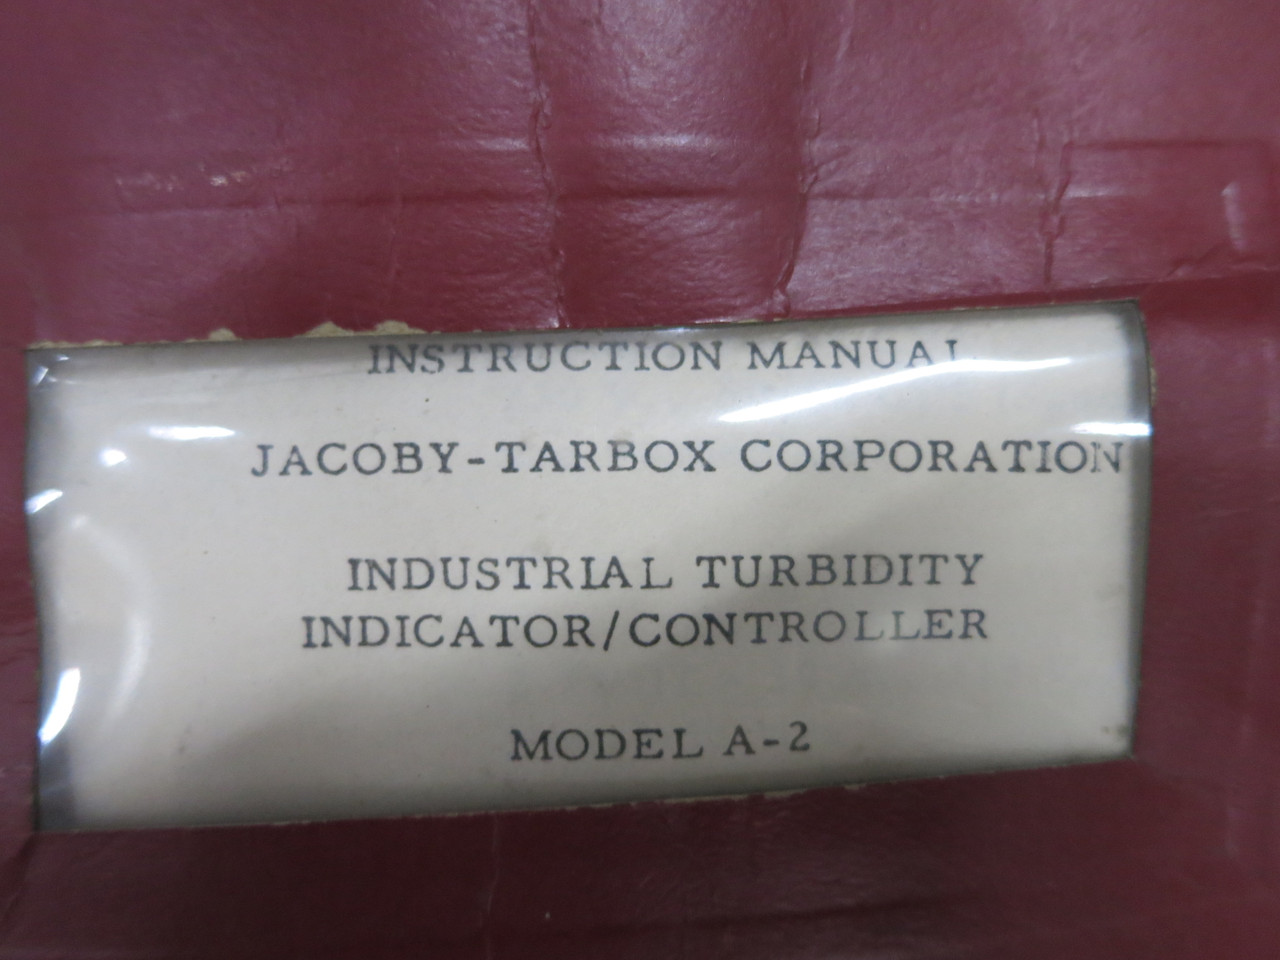 INSTRUCTION MANUAL
JACOBY-TARBOX CORPORATION
INDUSTRIAL TURBIDITY
INDICATOR/CONTROLLER
MODEL A-2